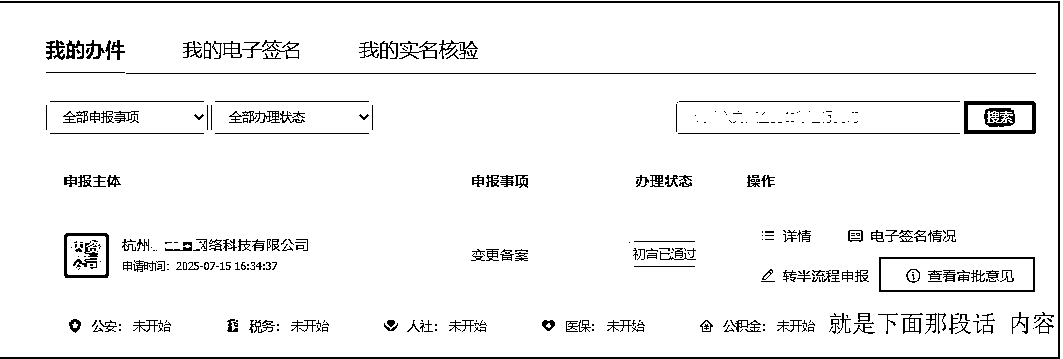 我的办件 我的电子签名 我的实名核验
全部申报事项 全部办理状态 搜索
申报主体 申报事项 办理状态 操作
杭州 网络科技有限公司
申请时间：2025-07-15 16:34:37
变更备案 初审已通过
详情 电子签名情况
转半流程申报 查看审批意见
公安：未开始 税务：未开始 人社：未开始 医保：未开始 公积金：未开始 就是下面那段话 内容